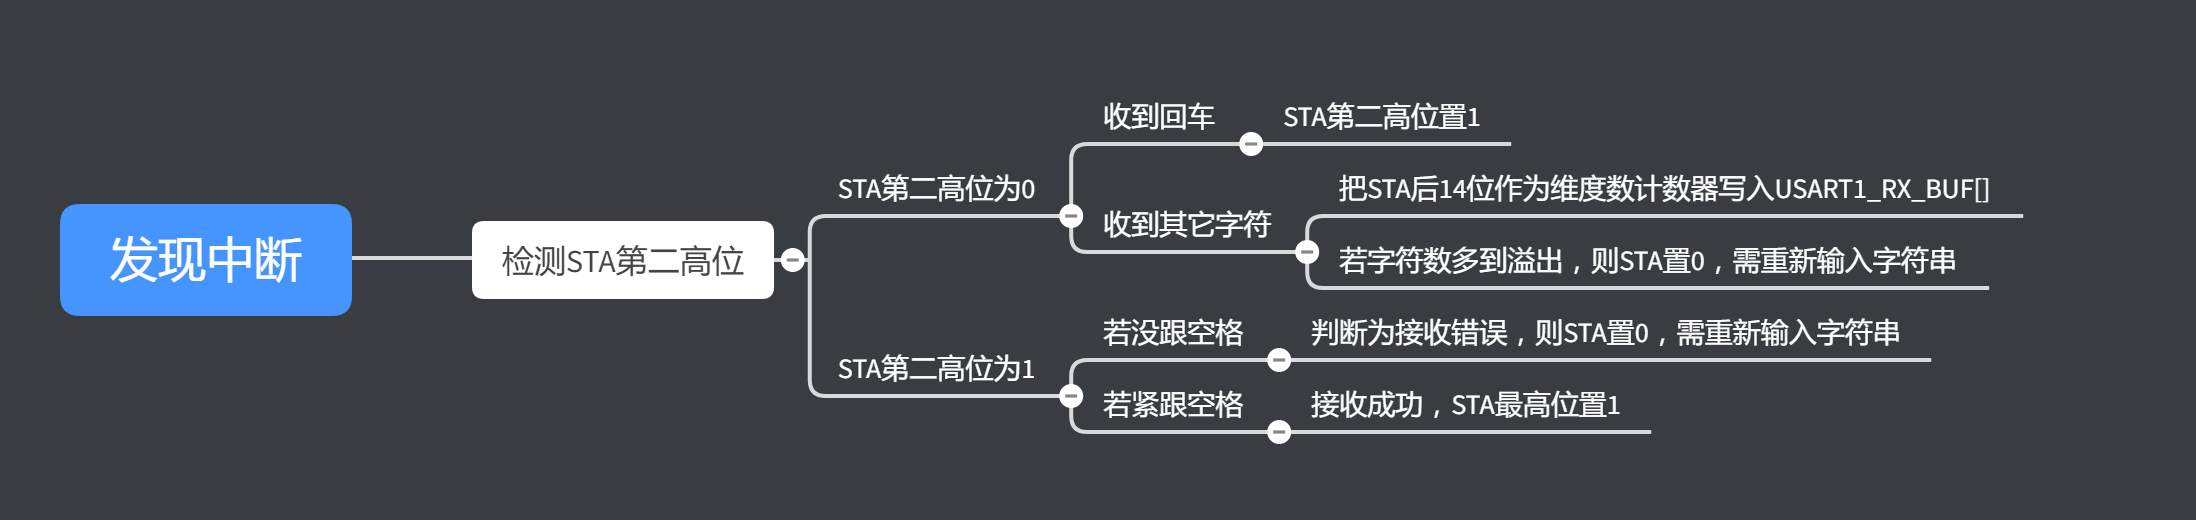 发现中断
检测STA第二高位
STA第二高位为0
收到回车
STA第二高位置1
收到其它字符
把STA后14位作为维度数计数器写入USART1_RX_BUF[]
若字符数多到溢出，则STA置0，需重新输入字符串
STA第二高位为1
若没跟空格
判断为接收错误，则STA置0，需重新输入字符串
若紧跟空格
接收成功，STA最高位置1